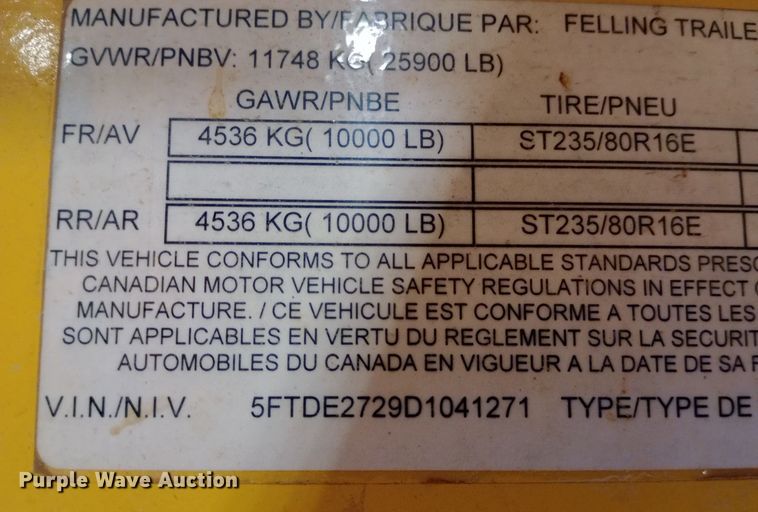 MANUFACTURED BY/FABRIQUE PAR: FELLING TRAILE
GVWR/PNBV: 11748 KG( 25900 LB)
GAWR/PNBE TIRE/PNEU
FR/AV 4536 KG( 10000 LB) ST235/80R16E
RR/AR 4536 KG( 10000 LB) ST235/80R16E
THIS VEHICLE CONFORMS TO ALL APPLICABLE STANDARDS PRESC
CANADIAN MOTOR VEHICLE SAFETY REGULATIONS IN EFFECT O
MANUFACTURE. / CE VEHICULE EST CONFORME A TOUTES LES
SONT APPLICABLES EN VERTU DU REGLEMENT SUR LA SECURIT
AUTOMOBILES DU CANADA EN VIGUEUR A LA DATE DE SA F
V.I.N./N.I.V. 5FTDE2729D1041271 TYPE/TYPE DE
Purple Wave Auction